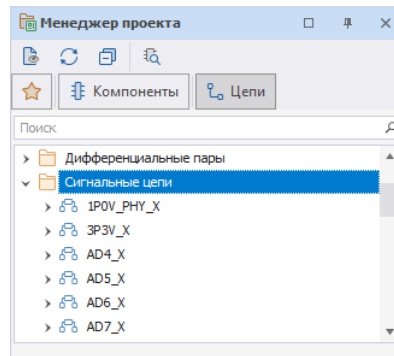 Менеджер проекта
Компоненты Цепи
Поиск
Дифференциальные пары
Сигнальные цепи
1P0V_PHY_X
3P3V_X
AD4_X
AD5_X
AD6_X
AD7_X